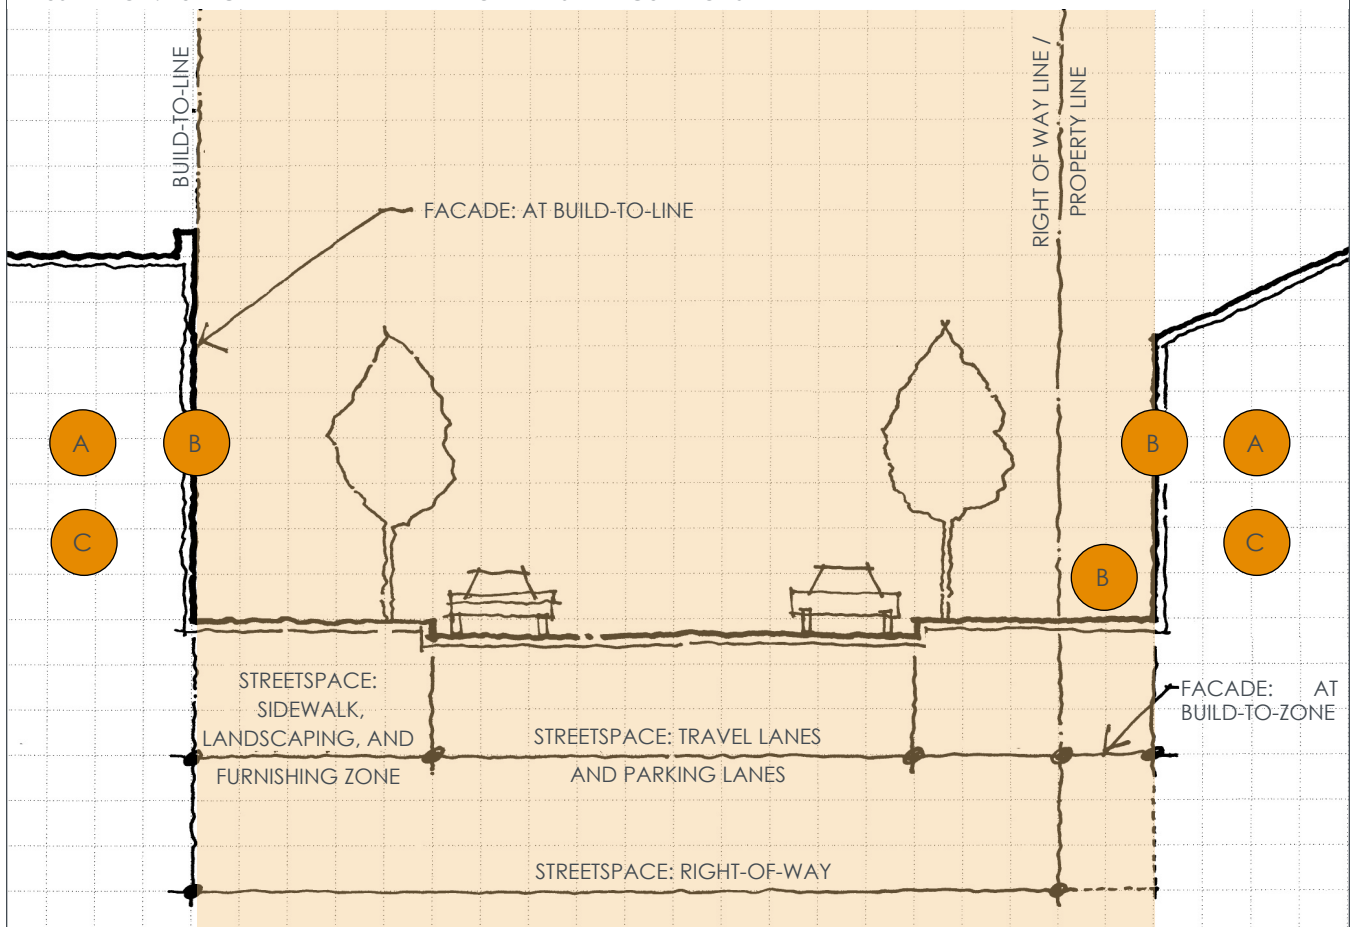 BUILD-TO-LINE
RIGHT OF WAY LINE /
PROPERTY LINE
FACADE: AT BUILD-TO-LINE
A
B
B
A
C
C
B
STREETSPACE:
SIDEWALK,
LANDSCAPING, AND
FURNISHING ZONE
STREETSPACE: TRAVEL LANES
AND PARKING LANES
FACADE: AT
BUILD-TO-ZONE
STREETSPACE: RIGHT-OF-WAY